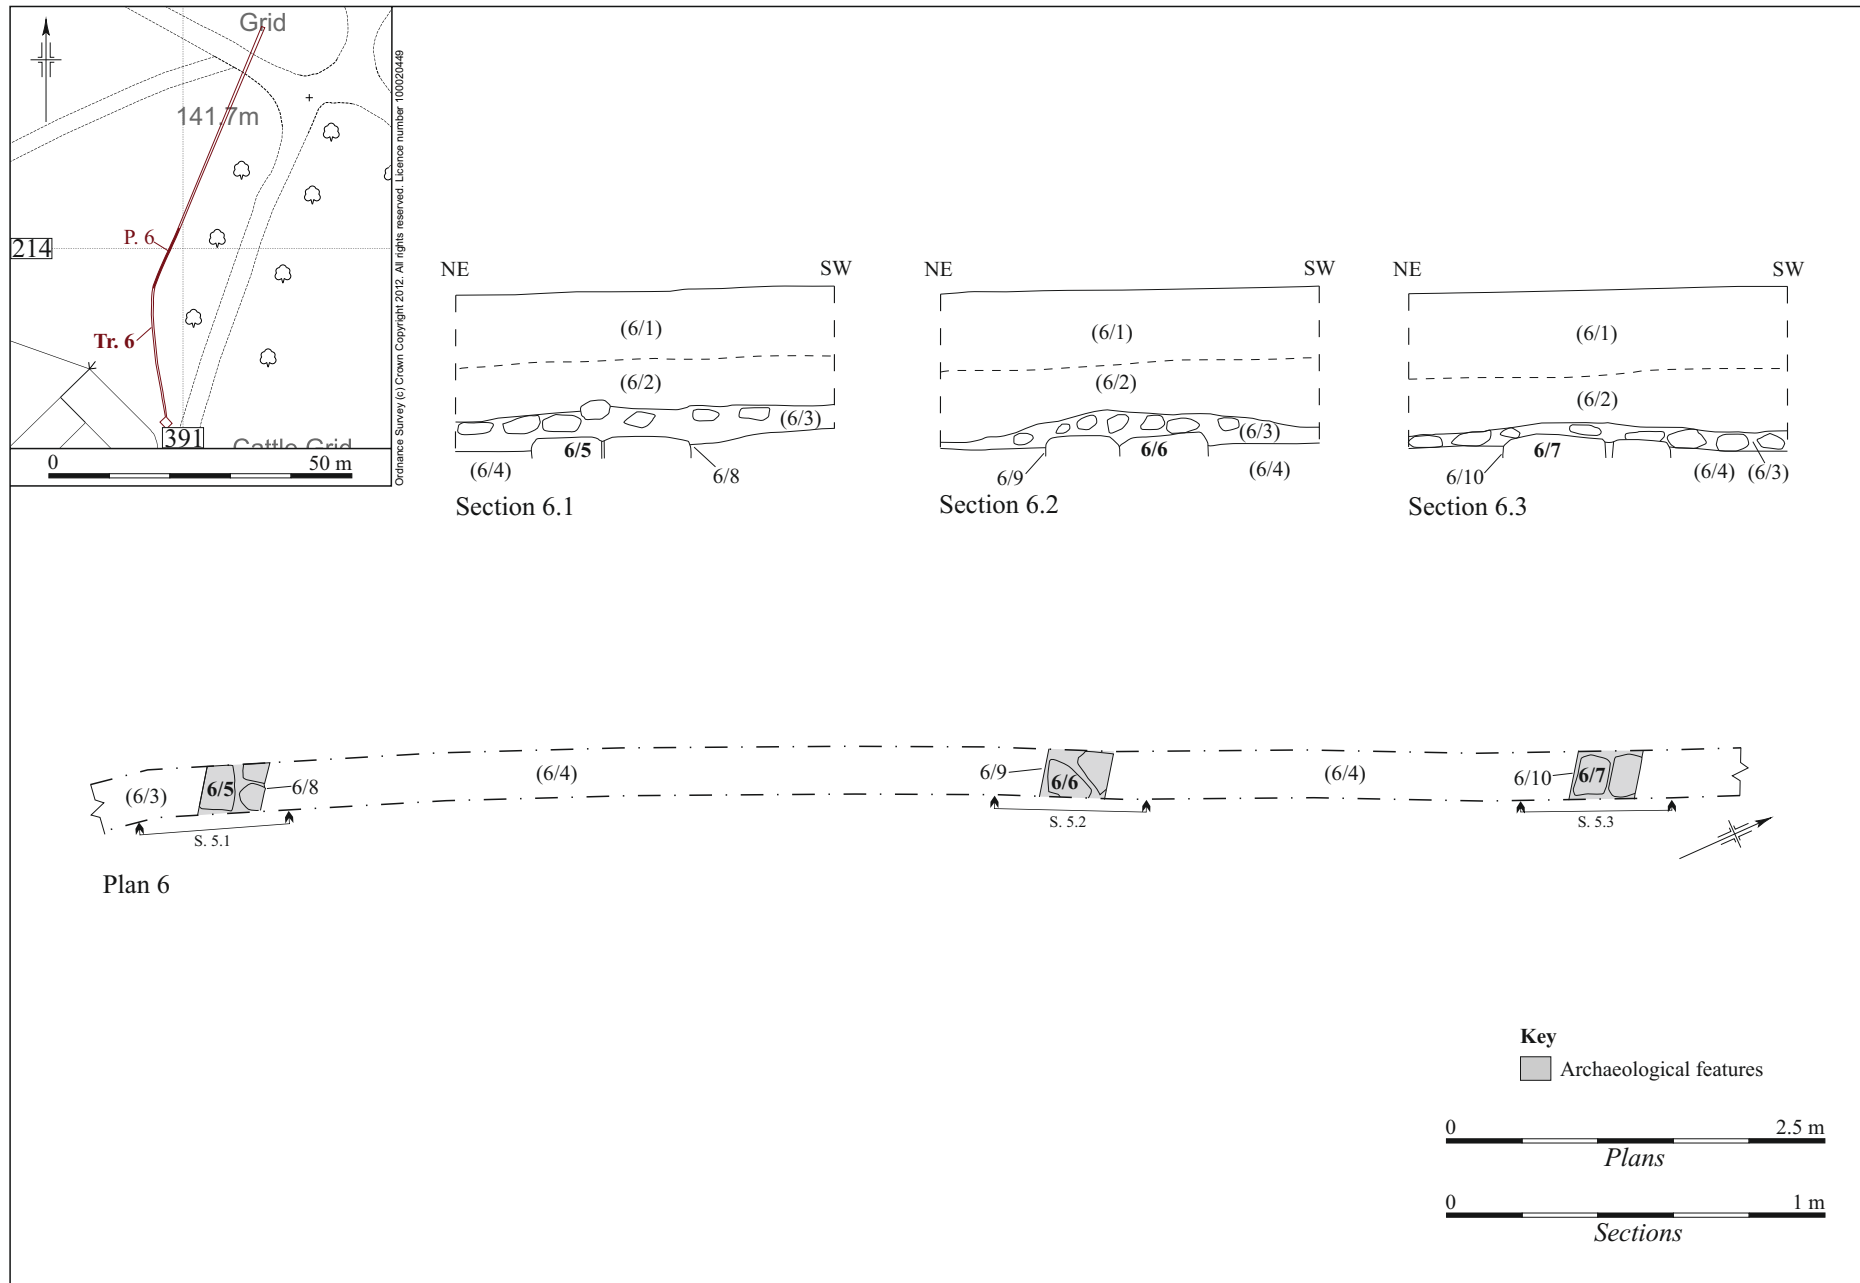 Grid
141.7m
P. 6
214
Tr. 6
391
Cattle Grid
0 50 m
Ordnance Survey (c) Crown Copyright 2012. All rights reserved. Licence number 100020449
NE SW
(6/1)
(6/2)
(6/3)
6/5
(6/4)
6/8
Section 6.1
NE SW
(6/1)
(6/2)
(6/3)
6/6
6/9
(6/4)
Section 6.2
NE SW
(6/1)
(6/2)
6/7
6/10
(6/4) (6/3)
Section 6.3
(6/3)
6/5
6/8
(6/4)
6/9
6/6
(6/4)
6/10
6/7
S. 5.1
S. 5.2
S. 5.3
Plan 6
Key
Archaeological features
0 2.5 m
Plans
0 1 m
Sections